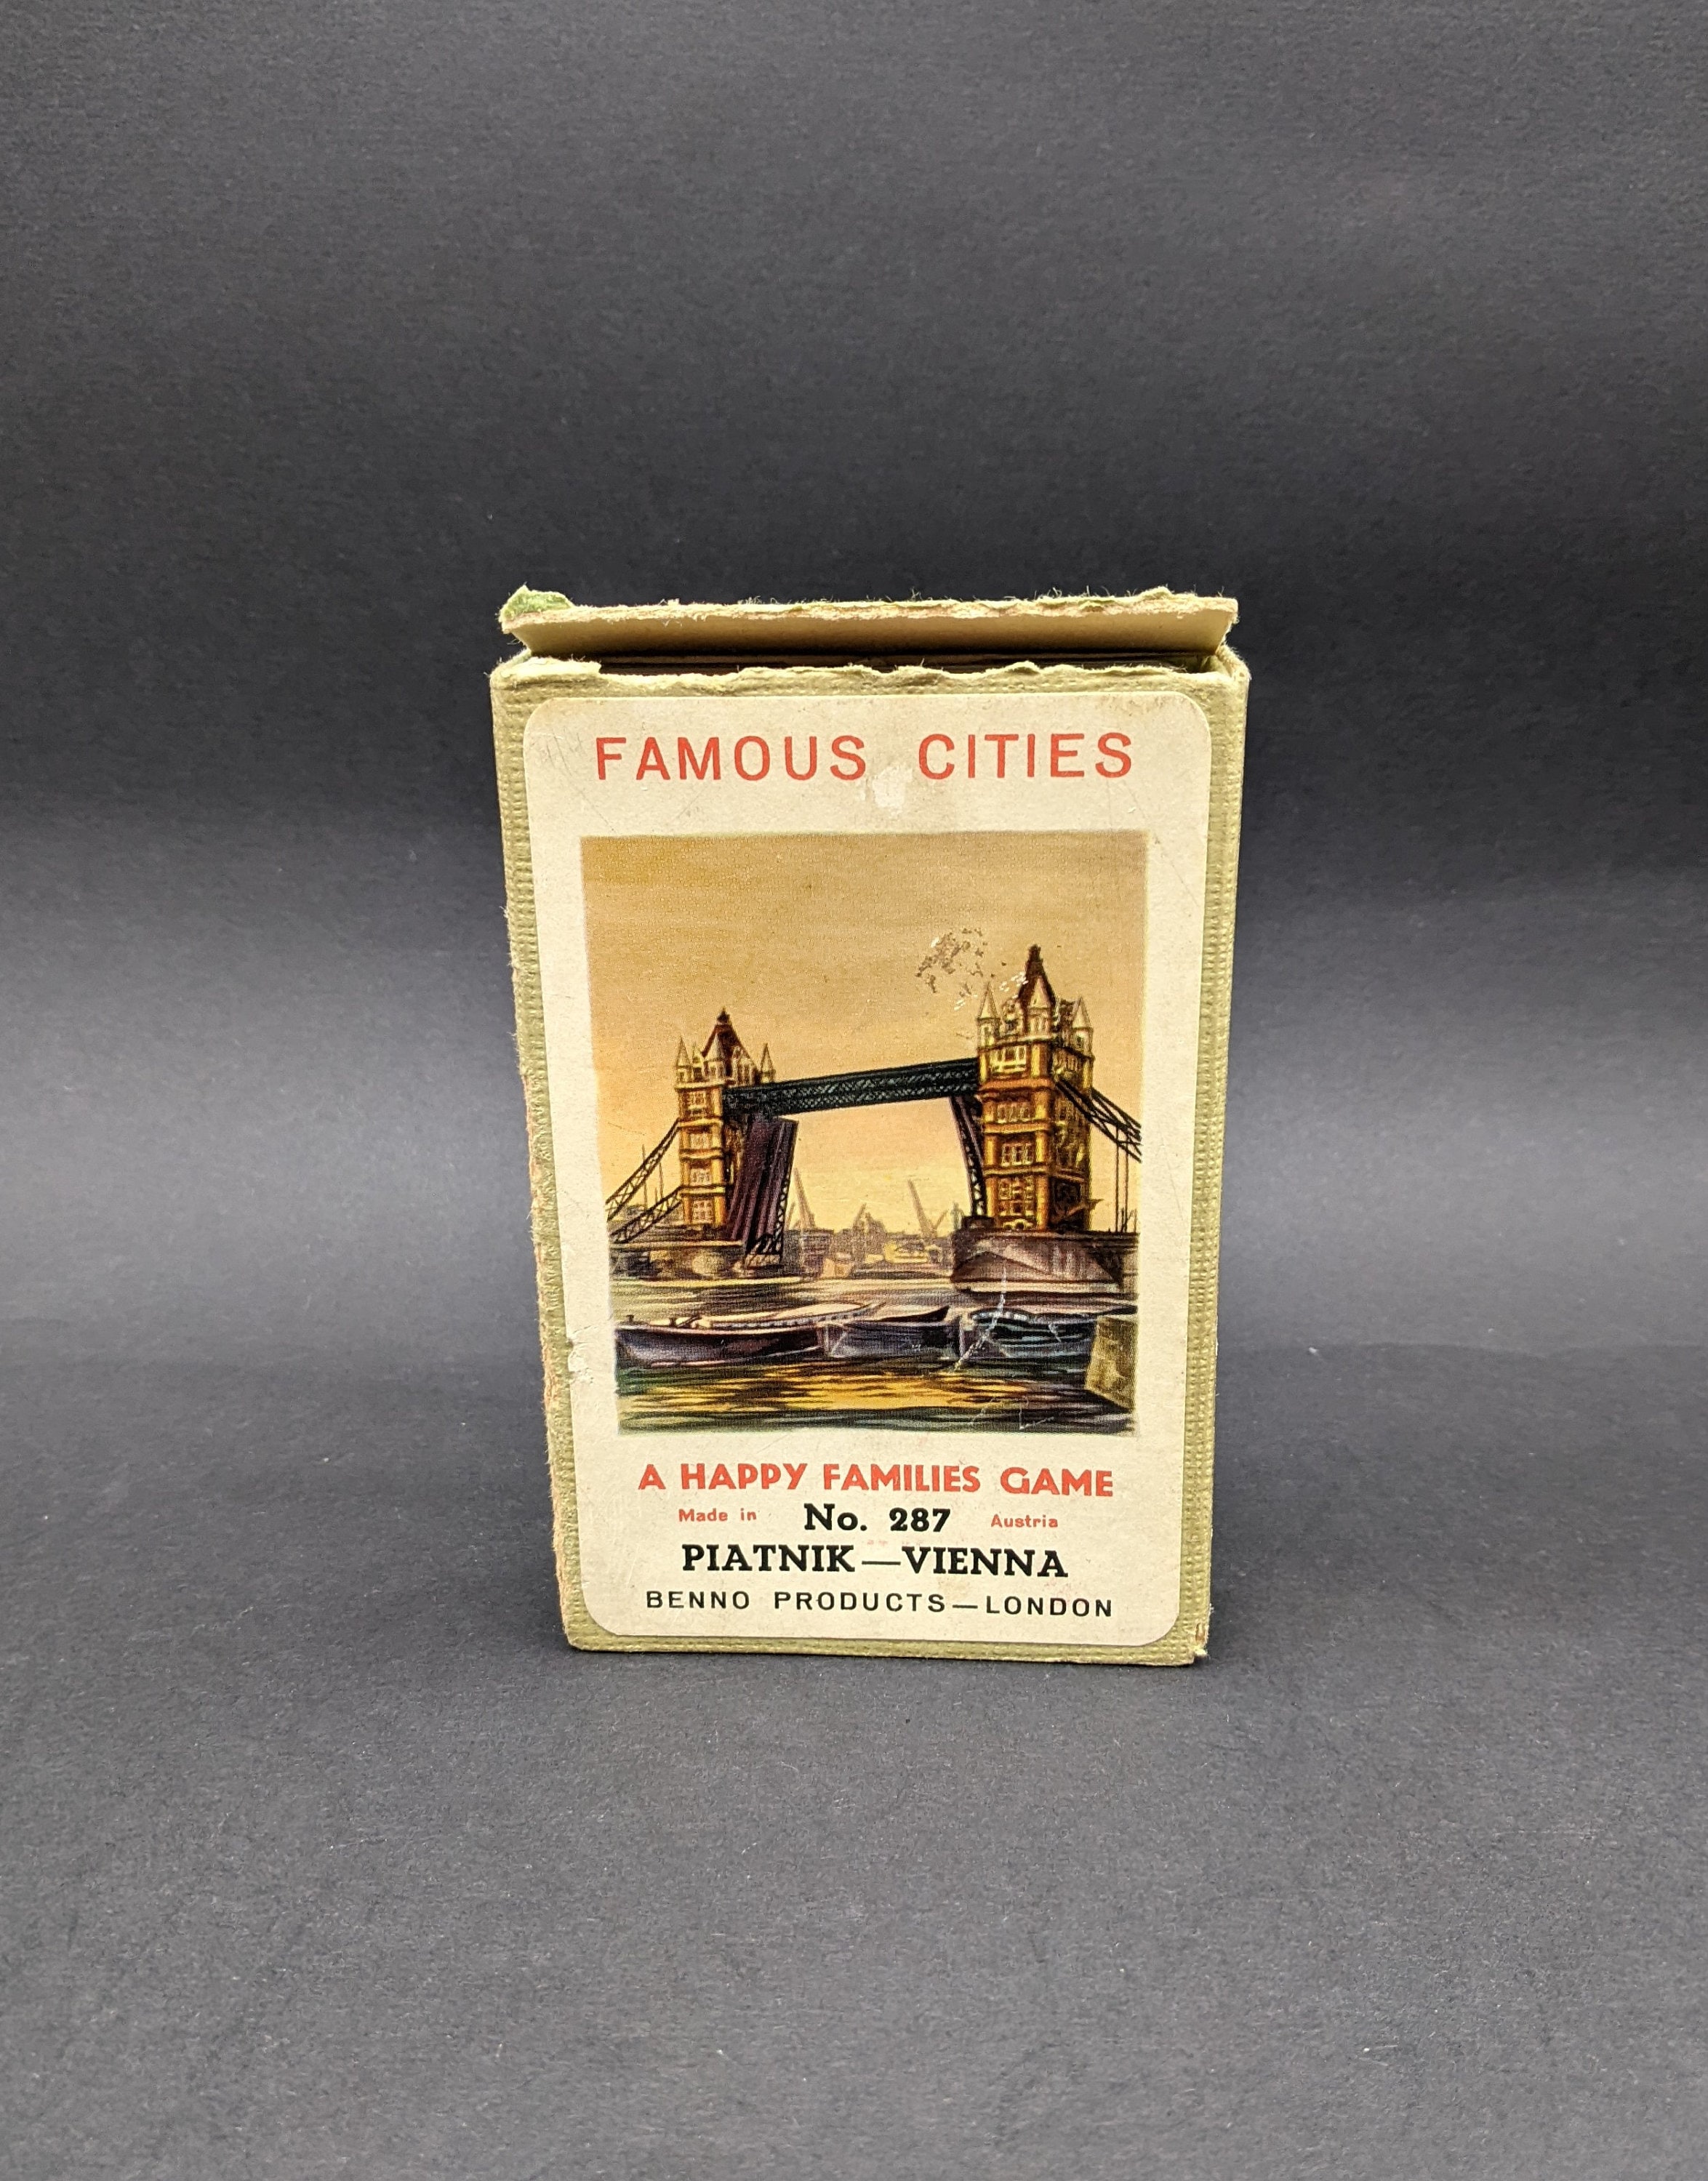 FAMOUS CITIES
A HAPPY FAMILIES GAME
Made in No. 287 Austria
PIATNIK—VIENNA
BENNO PRODUCTS—LONDON